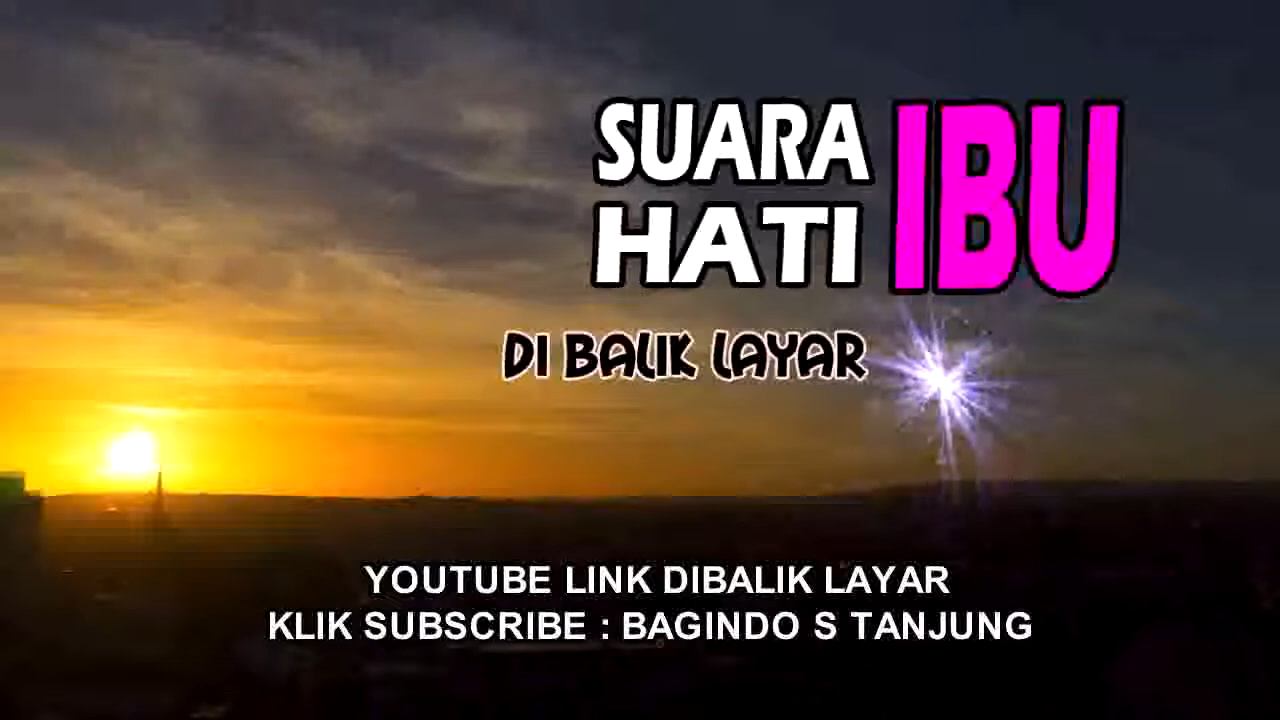 SUARA
HATI IBU
DI BALIK LAYAR
YOUTUBE LINK DIBALIK LAYAR
KLIK SUBSCRIBE : BAGINDO S TANJUNG